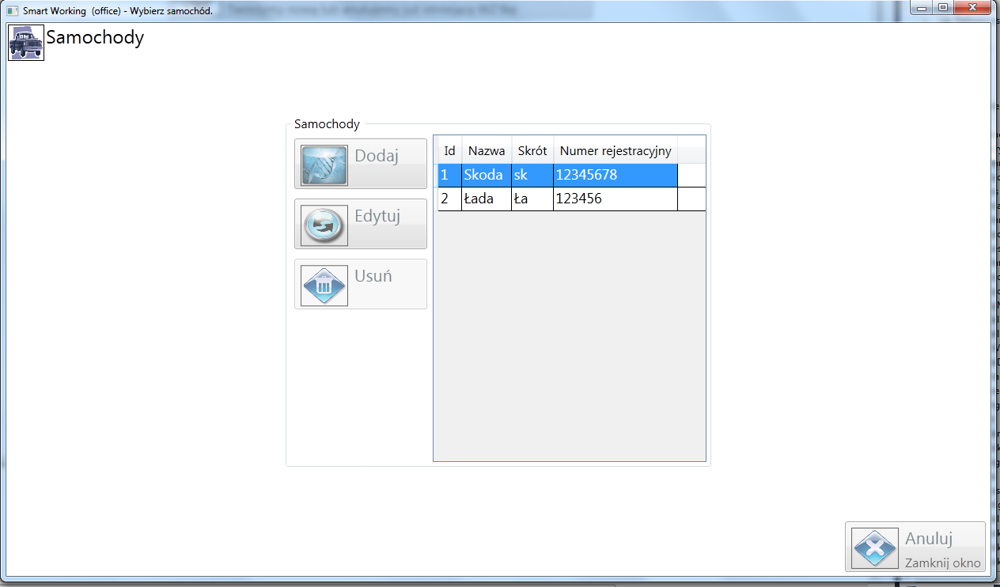 Smart Working (office) - Wybierz samochód.
Samochody
Samochody
Dodaj
Edytuj
Usuń
Id Nazwa Skrót Numer rejestracyjny
1 Skoda sk 12345678
2 Łada Ła 123456
Anuluj
Zamknij okno